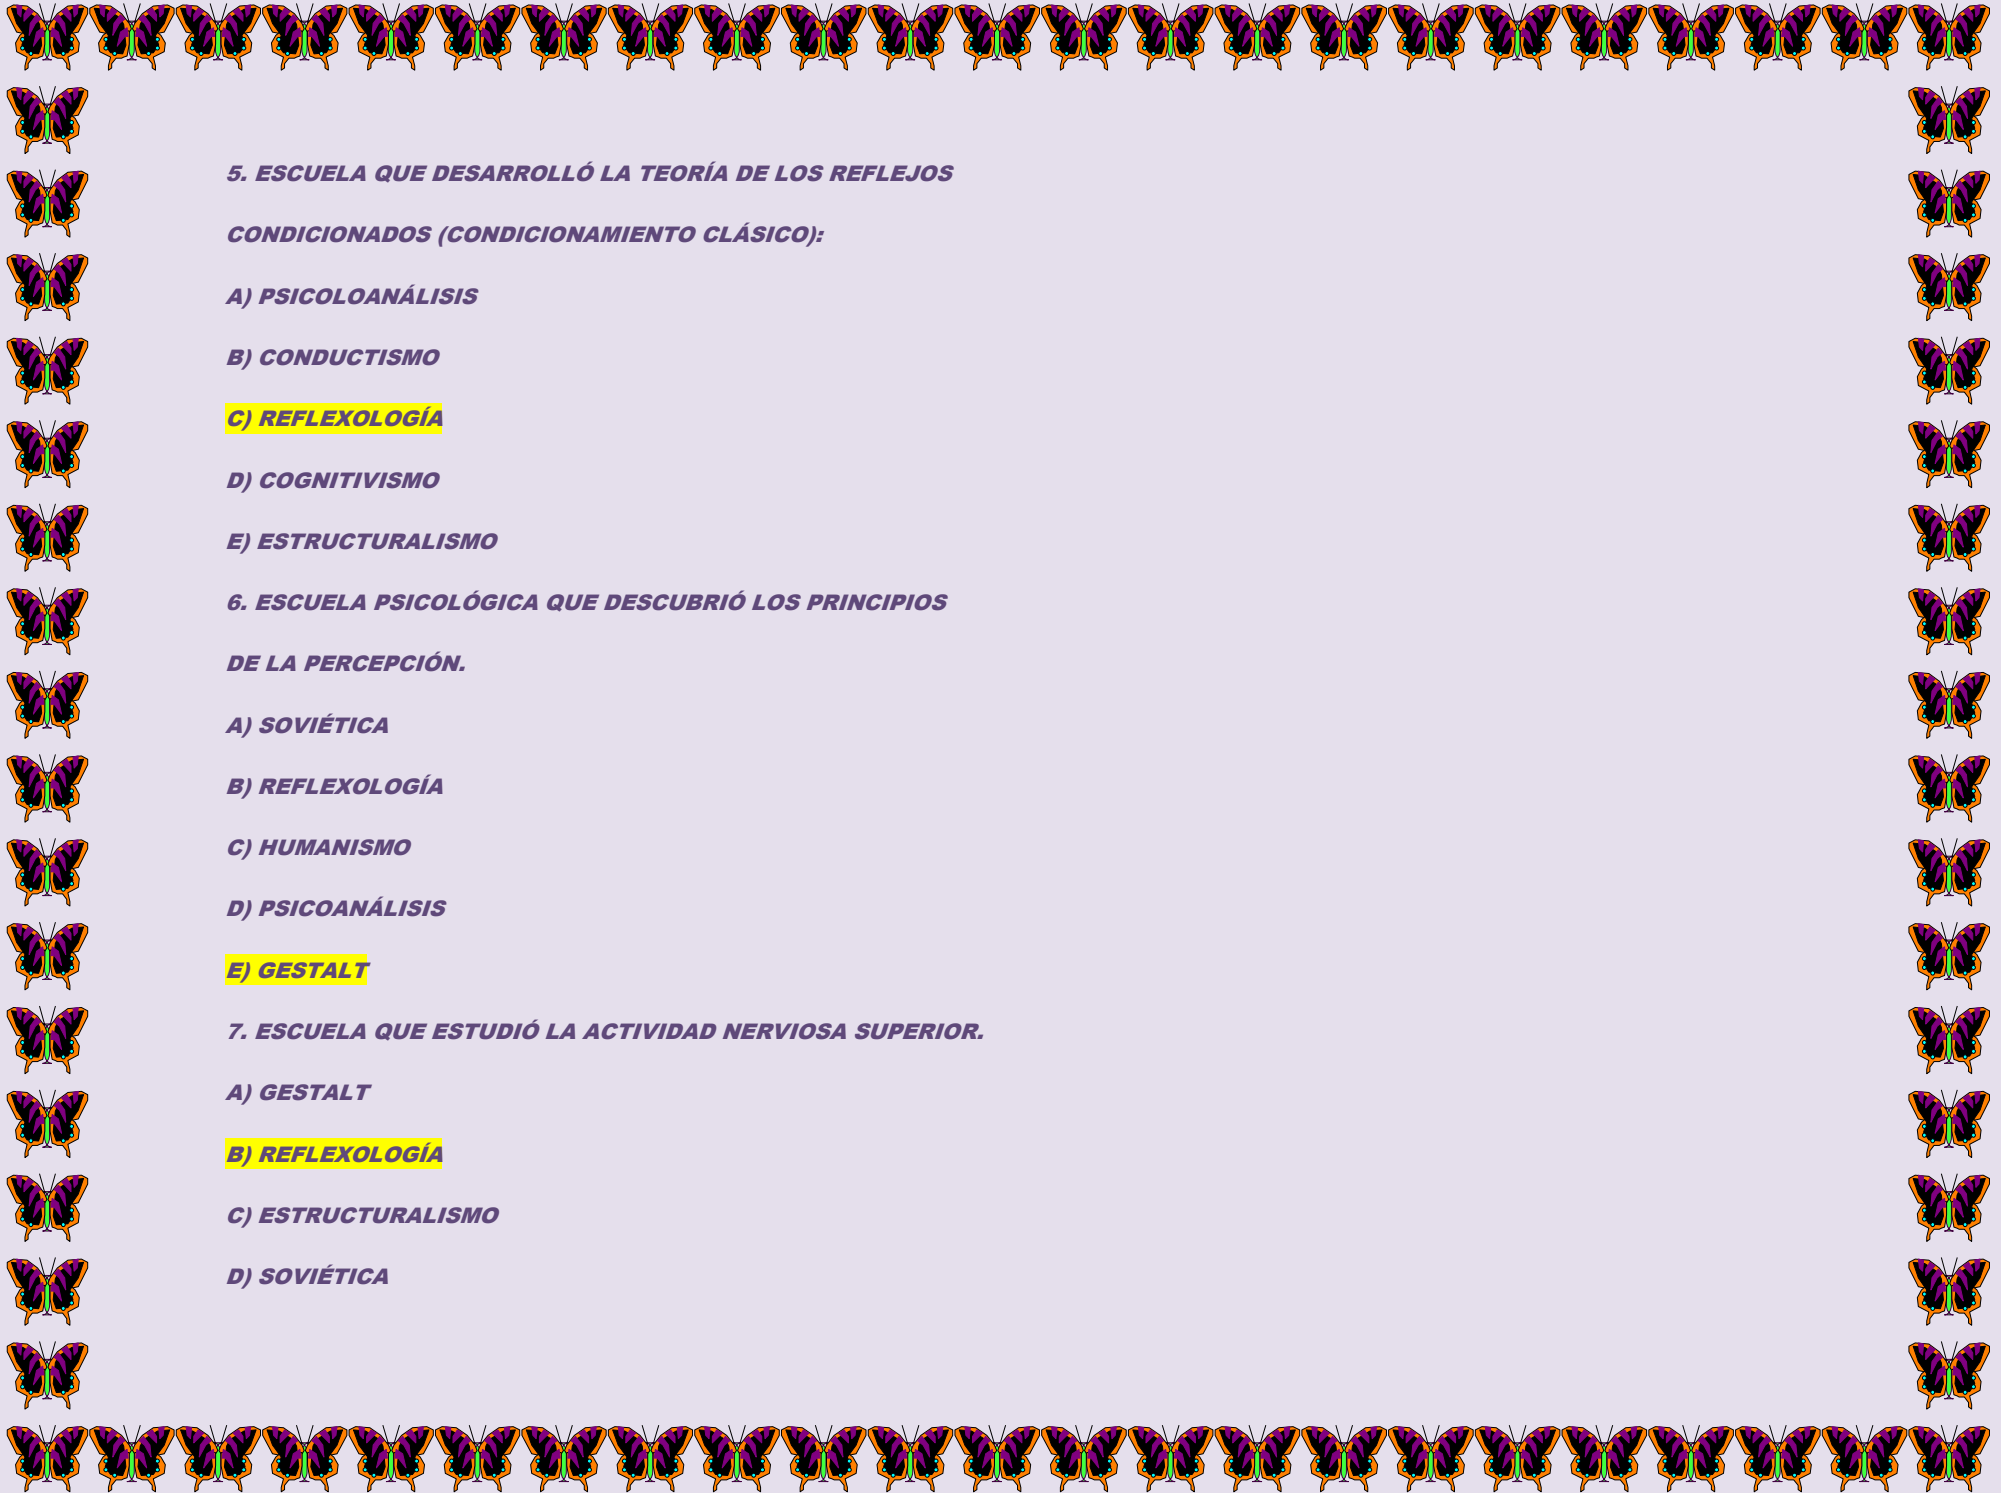 5. ESCUELA QUE DESARROLLÓ LA TEORÍA DE LOS REFLEJOS
CONDICIONADOS (CONDICIONAMIENTO CLÁSICO):
A) PSICOLOANÁLISIS
B) CONDUCTISMO
C) REFLEXOLOGÍA
D) COGNITIVISMO
E) ESTRUCTURALISMO
6. ESCUELA PSICOLÓGICA QUE DESCUBRIÓ LOS PRINCIPIOS
DE LA PERCEPCIÓN.
A) SOVIÉTICA
B) REFLEXOLOGÍA
C) HUMANISMO
D) PSICOANÁLISIS
E) GESTALT
7. ESCUELA QUE ESTUDIÓ LA ACTIVIDAD NERVIOSA SUPERIOR.
A) GESTALT
B) REFLEXOLOGÍA
C) ESTRUCTURALISMO
D) SOVIÉTICA